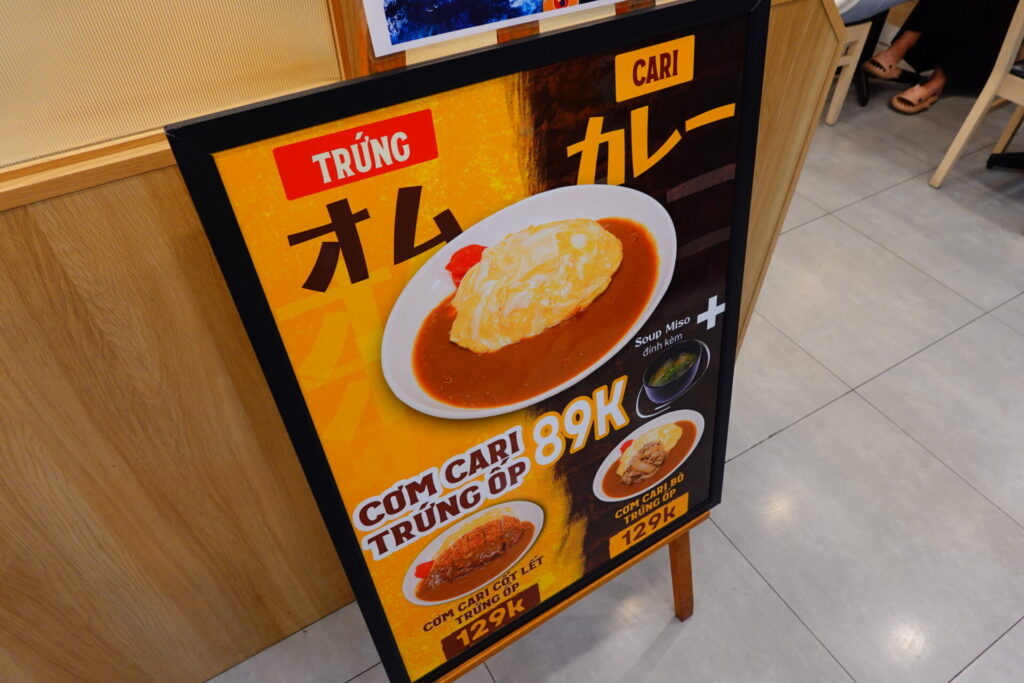 TRỨNG
CARI
オム
カレー
Soup Miso
đính kèm
CƠM CARI
TRỨNG ỐP
89K
CƠM CARI BÒ
TRỨNG ỐP
129k
CƠM CARI CỐT LẾT
TRỨNG ỐP
129k